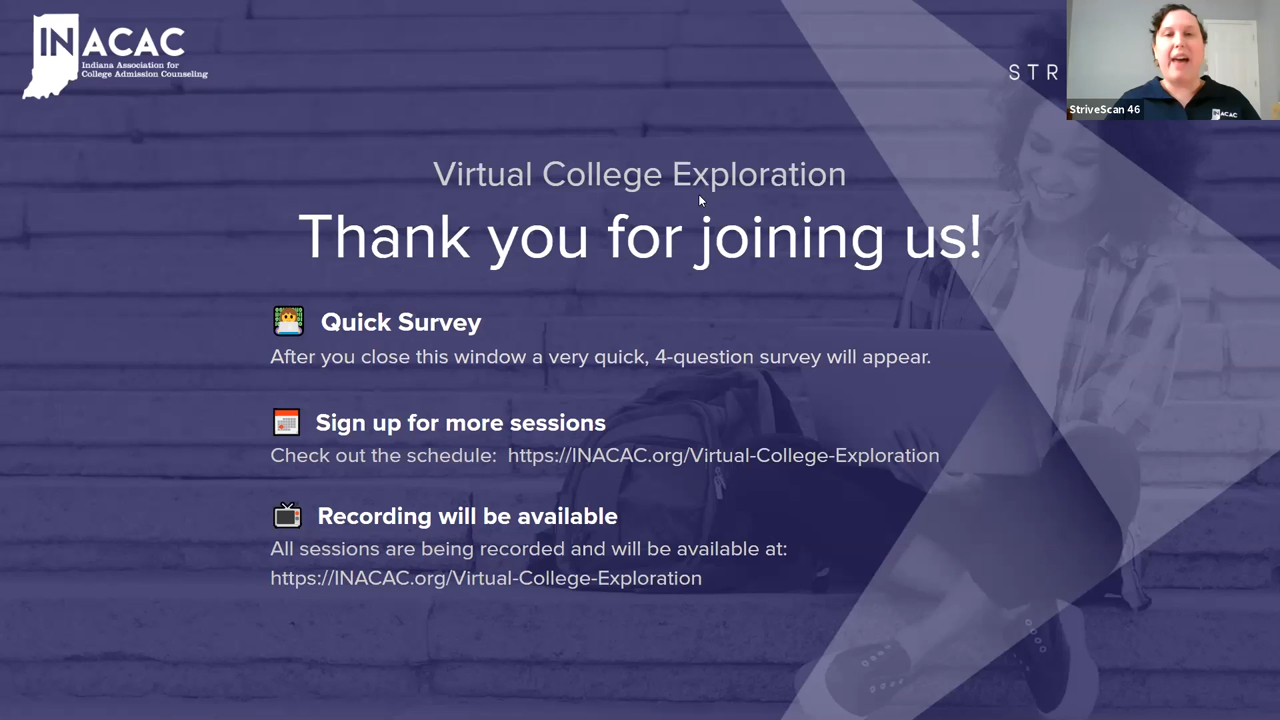 INACAC
Indiana Association for
College Admission Counseling
STR
StriveScan 46
INACAC
Virtual College Exploration
Thank you for joining us!
Quick Survey
After you close this window a very quick, 4-question survey will appear.
Sign up for more sessions
Check out the schedule: https://INACAC.org/Virtual-College-Exploration
Recording will be available
All sessions are being recorded and will be available at:
https://INACAC.org/Virtual-College-Exploration